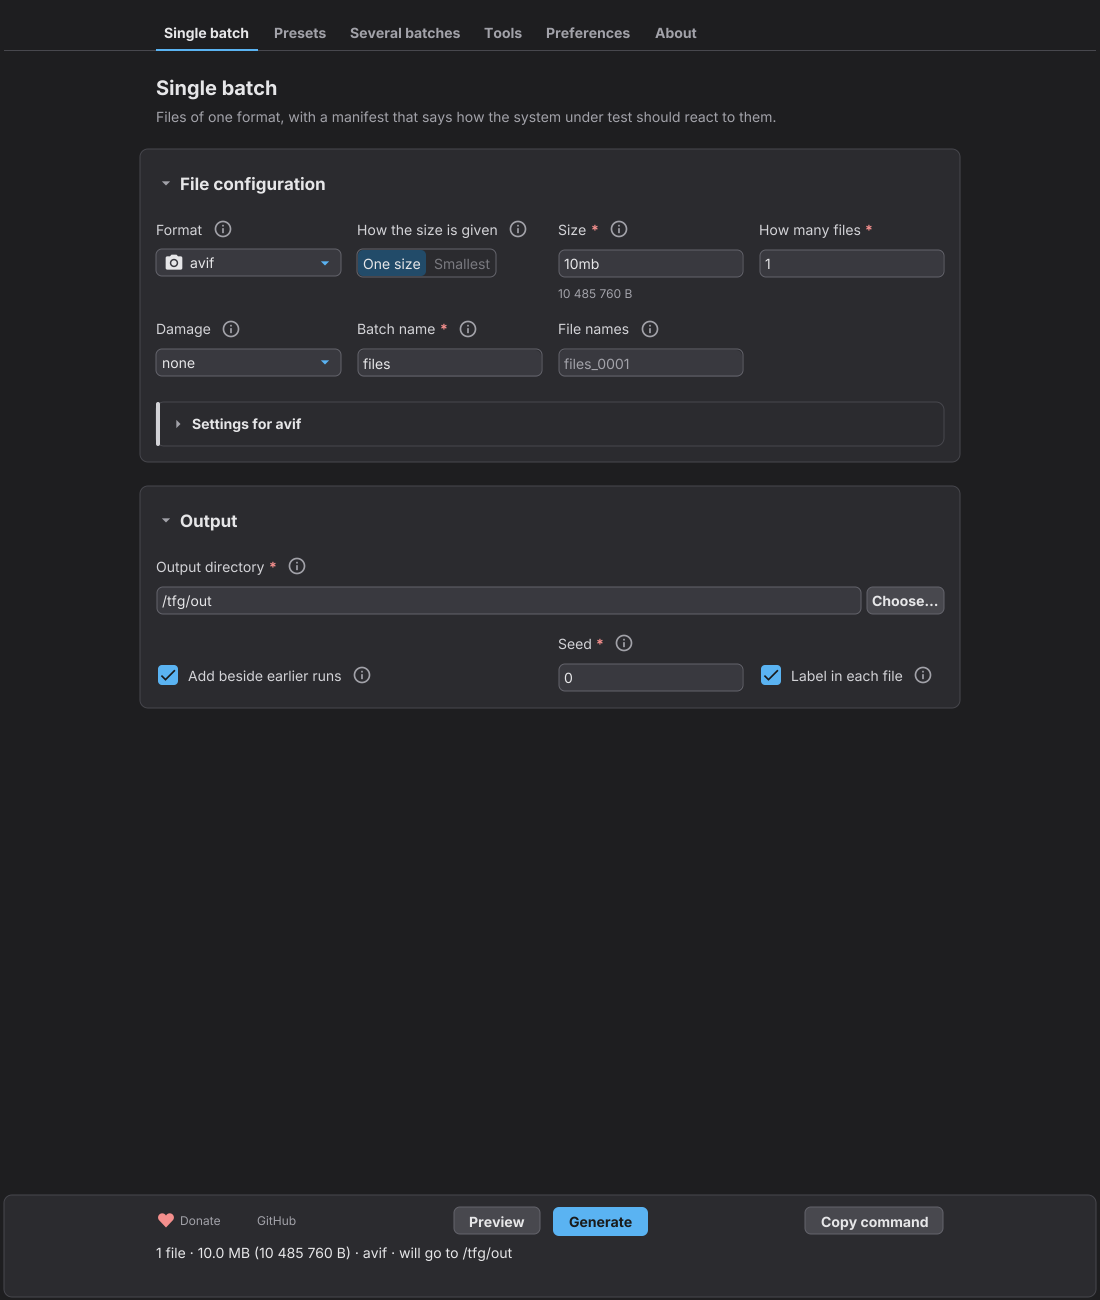 Single batch Presets Several batches Tools Preferences About
Single batch
Files of one format, with a manifest that says how the system under test should react to them.
File configuration
Format How the size is given Size * How many files *
avif One size Smallest 10mb 1
10 485 760 B
Damage Batch name * File names
none files files_0001
Settings for avif
Output
Output directory *
/tfg/out Choose...
Seed *
Add beside earlier runs 0 Label in each file
Donate GitHub Preview Generate Copy command
1 file · 10.0 MB (10 485 760 B) · avif · will go to /tfg/out